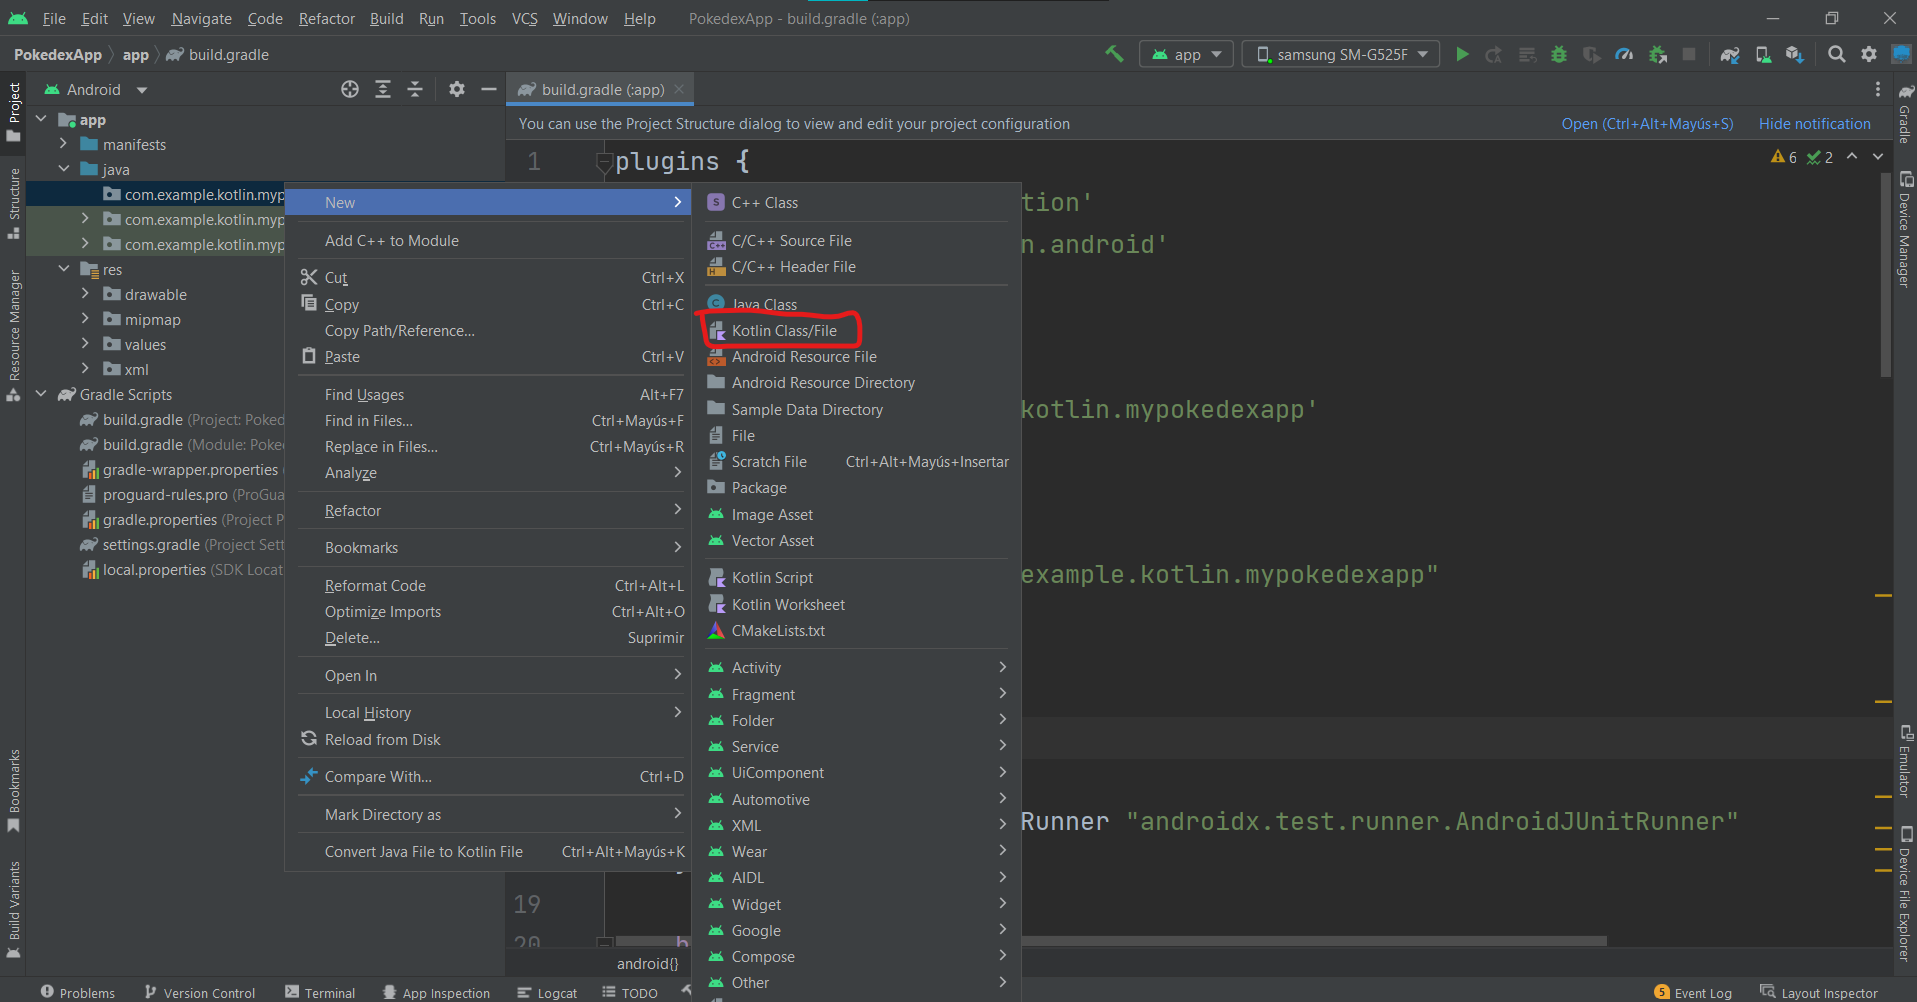 File Edit View Navigate Code Refactor Build Run Tools VCS Window Help PokedexApp - build.gradle (:app)
PokedexApp app build.gradle app samsung SM-G525F
Project
Structure
Resource Manager
Bookmarks
Build Variants
Android
app
manifests
java
com.example.kotlin.myp
com.example.kotlin.myp
com.example.kotlin.myp
res
drawable
mipmap
values
xml
Gradle Scripts
build.gradle (Project: Poked
build.gradle (Module: Poke
gradle-wrapper.properties
proguard-rules.pro (ProGua
gradle.properties (Project P
settings.gradle (Project Sett
local.properties (SDK Locat
build.gradle (:app)
You can use the Project Structure dialog to view and edit your project configuration Open (Ctrl+Alt+Mayús+S) Hide notification
1 plugins {
6 2
tion'
n.android'
kotlin.mypokedexapp'
example.kotlin.mypokedexapp"
Runner "androidx.test.runner.AndroidJUnitRunner"
19
20
android{}
New
Add C++ to Module
Cut Ctrl+X
Copy Ctrl+C
Copy Path/Reference...
Paste Ctrl+V
Find Usages Alt+F7
Find in Files... Ctrl+Mayús+F
Replace in Files... Ctrl+Mayús+R
Analyze
Refactor
Bookmarks
Reformat Code Ctrl+Alt+L
Optimize Imports Ctrl+Alt+O
Delete... Suprimir
Open In
Local History
Reload from Disk
Compare With... Ctrl+D
Mark Directory as
Convert Java File to Kotlin File Ctrl+Alt+Mayús+K
C++ Class
C/C++ Source File
C/C++ Header File
Java Class
Kotlin Class/File
Android Resource File
Android Resource Directory
Sample Data Directory
File
Scratch File Ctrl+Alt+Mayús+Insertar
Package
Image Asset
Vector Asset
Kotlin Script
Kotlin Worksheet
CMakeLists.txt
Activity
Fragment
Folder
Service
UiComponent
Automotive
XML
Wear
AIDL
Widget
Google
Compose
Other
Gradle
Device Manager
Emulator
Device File Explorer
Problems Version Control Terminal App Inspection Logcat TODO 5 Event Log Layout Inspector